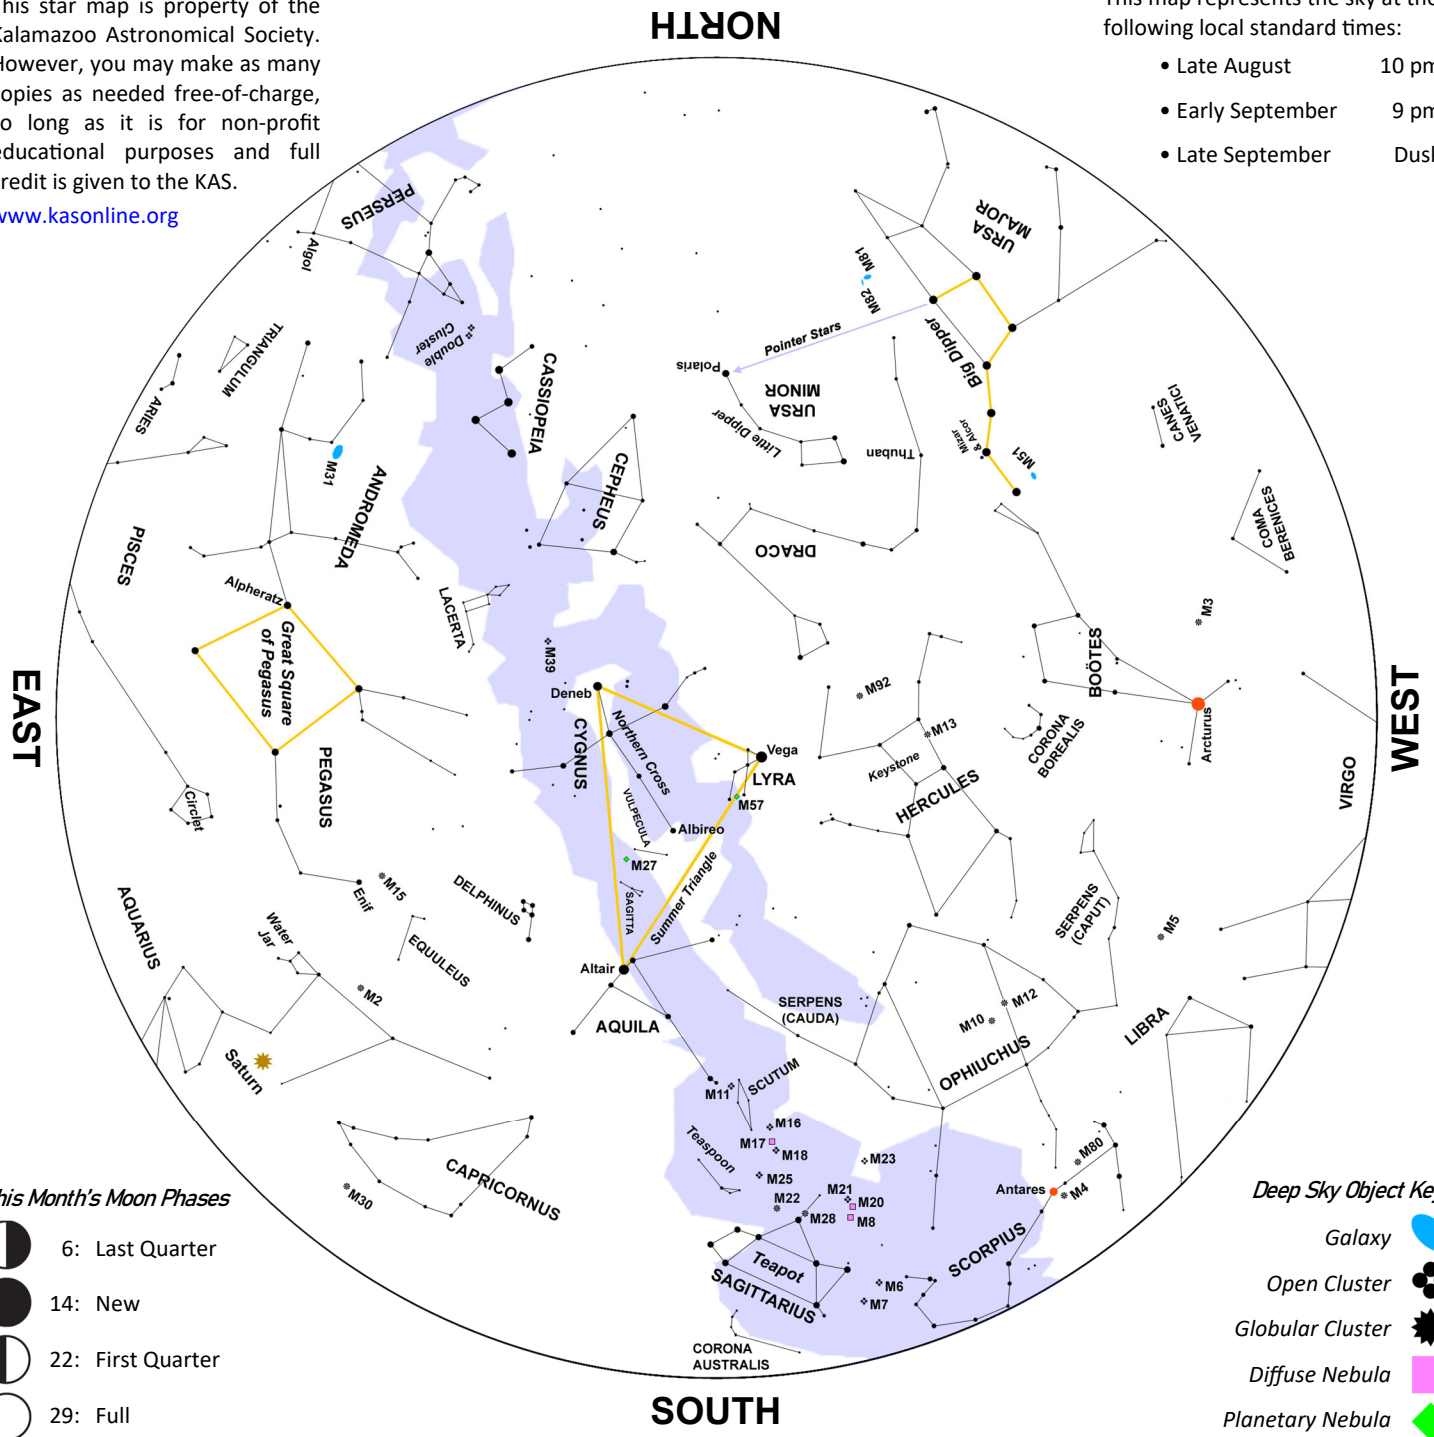 This star map is property of the
Kalamazoo Astronomical Society.
However, you may make as many
copies as needed free-of-charge,
so long as it is for non-profit
educational purposes and full
credit is given to the KAS.
www.kasonline.org
NORTH
This map represents the sky at the
following local standard times:
• Late August 10 pm
• Early September 9 pm
• Late September Dusk
PERSEUS
Algol
URSA
MAJOR
M81
M82
Double
Cluster
TRIANGULUM
ARIES
CASSIOPEIA
Pointer Stars
Polaris
URSA
MINOR
Little Dipper
Big Dipper
Mizar
& Alcor
Thuban
M51
CANES
VENATICI
COMA
BERENICES
M31
ANDROMEDA
CEPHEUS
DRACO
PISCES
LACERTA
Alpheratz
Great Square
of Pegasus
M39
M3
BOÖTES
EAST
WEST
Deneb
CYGNUS
Northern Cross
M92
M13
Keystone
HERCULES
CORONA
BOREALIS
Arcturus
VIRGO
Vega
LYRA
M57
PEGASUS
Circlet
VULPECULA
Albireo
M27
SAGITTA
Summer Triangle
M15
Enif
DELPHINUS
EQUULEUS
AQUARIUS
Water
Jar
M2
Saturn
Altair
AQUILA
SERPENS
(CAUDA)
SERPENS
(CAPUT)
M5
M12
M10
OPHIUCHUS
LIBRA
M11
SCUTUM
M16
M17
M18
Teaspoon
M25
M23
M22
M21
M20
M28
M8
M80
Antares
M4
SCORPIUS
CAPRICORNUS
M30
Teapot
SAGITTARIUS
M6
M7
CORONA
AUSTRALIS
SOUTH
This Month's Moon Phases
6: Last Quarter
14: New
22: First Quarter
29: Full
Deep Sky Object Key
Galaxy
Open Cluster
Globular Cluster
Diffuse Nebula
Planetary Nebula